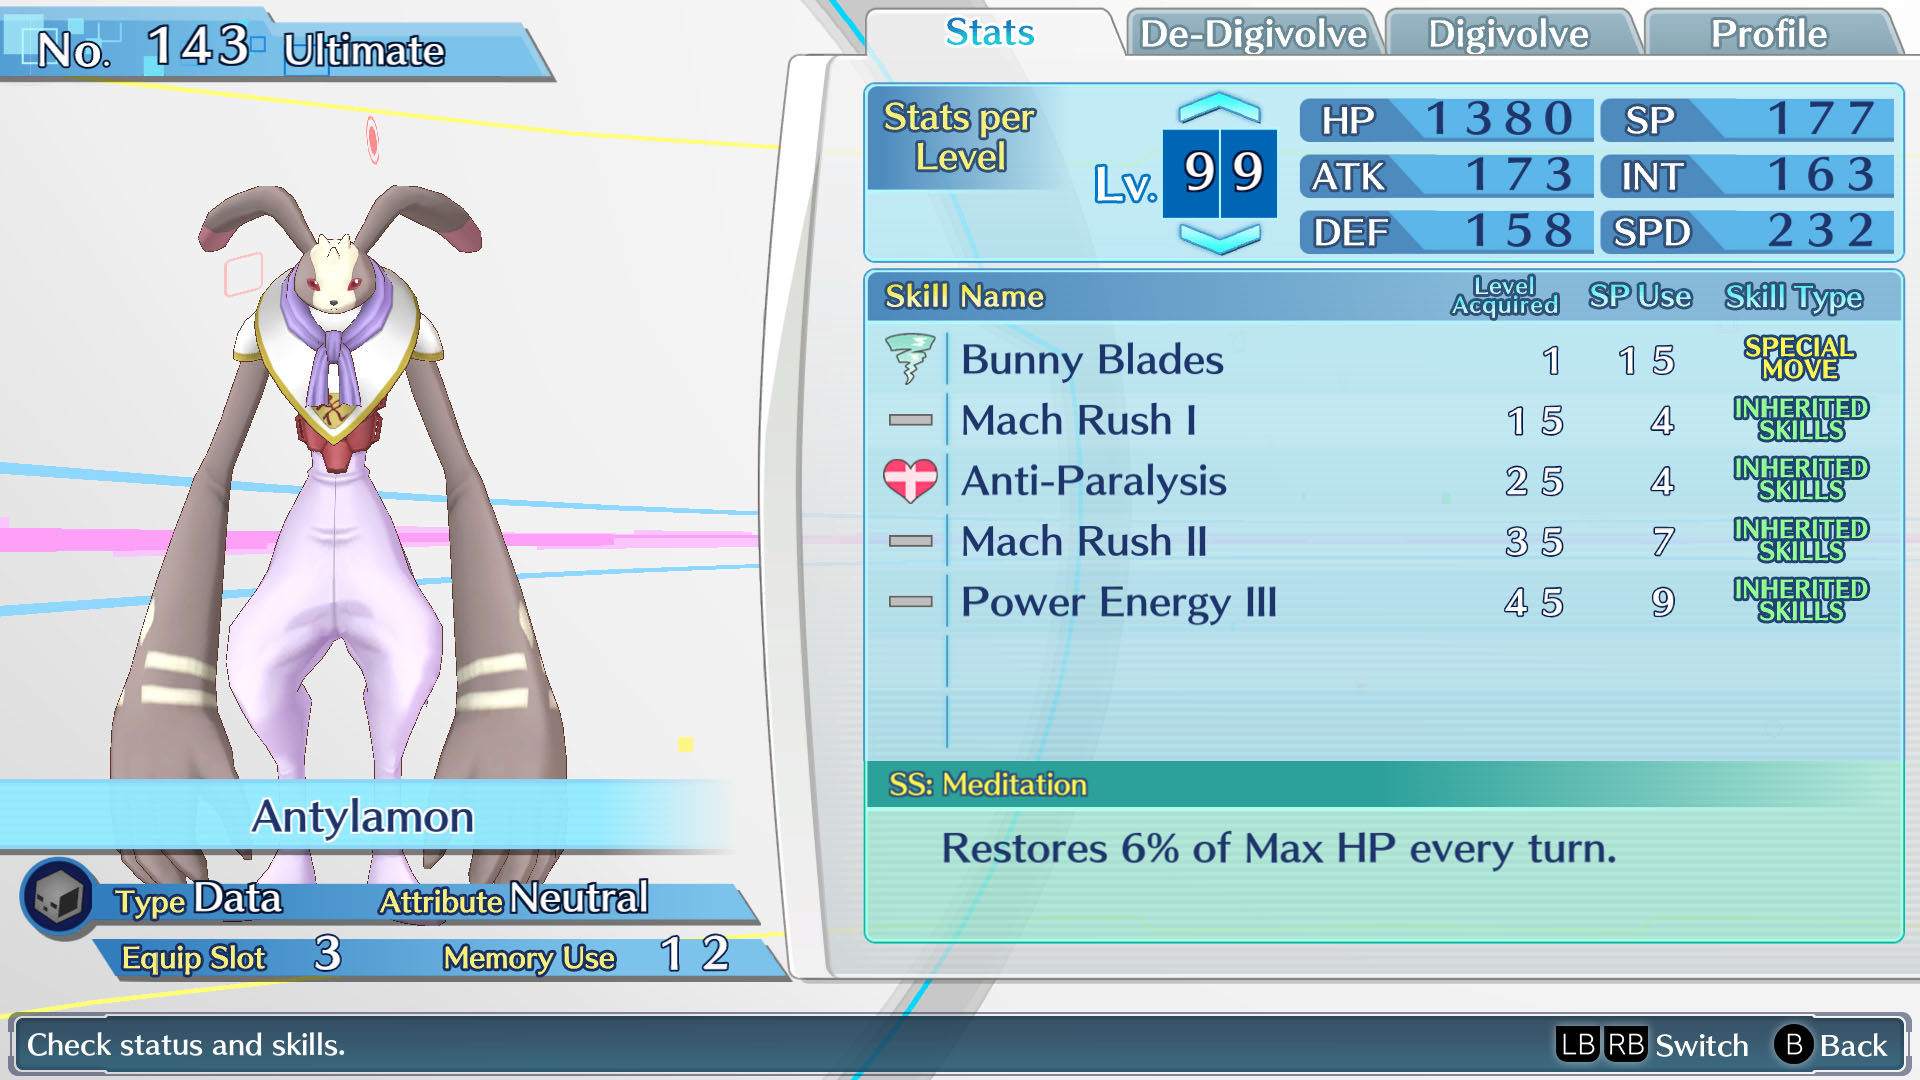 No. 143 Ultimate
Stats
De-Digivolve
Digivolve
Profile
Stats per
Level
Lv. 99
HP 1380
SP 177
ATK 173
INT 163
DEF 158
SPD 232
Skill Name
Level
Acquired
SP Use
Skill Type
Bunny Blades 1 15 SPECIAL
MOVE
Mach Rush I 15 4 INHERITED
SKILLS
Anti-Paralysis 25 4 INHERITED
SKILLS
Mach Rush II 35 7 INHERITED
SKILLS
Power Energy III 45 9 INHERITED
SKILLS
SS: Meditation
Restores 6% of Max HP every turn.
Antylamon
Type Data Attribute Neutral
Equip Slot 3 Memory Use 12
Check status and skills.
LB RB Switch B Back